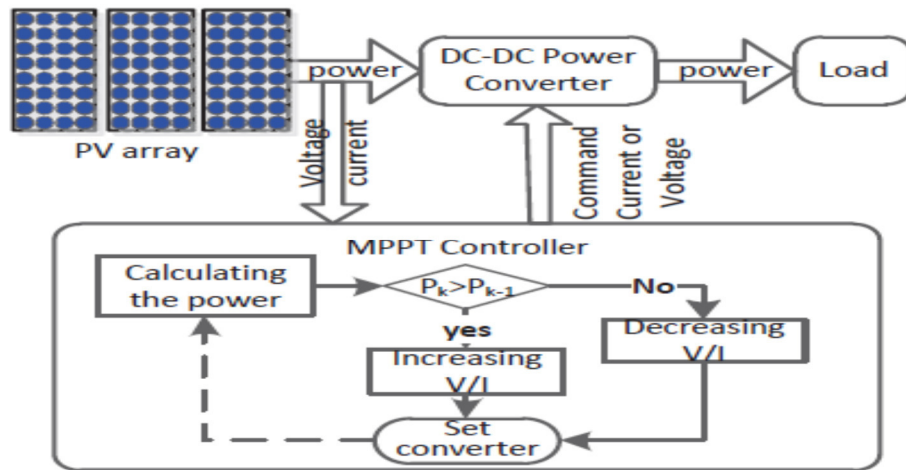 power
DC-DC Power
Converter
power
Load
PV array
Voltage
current
Command
Current or
Voltage
MPPT Controller
Calculating
the power
Pk>Pk-1
No
yes
Increasing
V/I
Decreasing
V/I
Set
converter